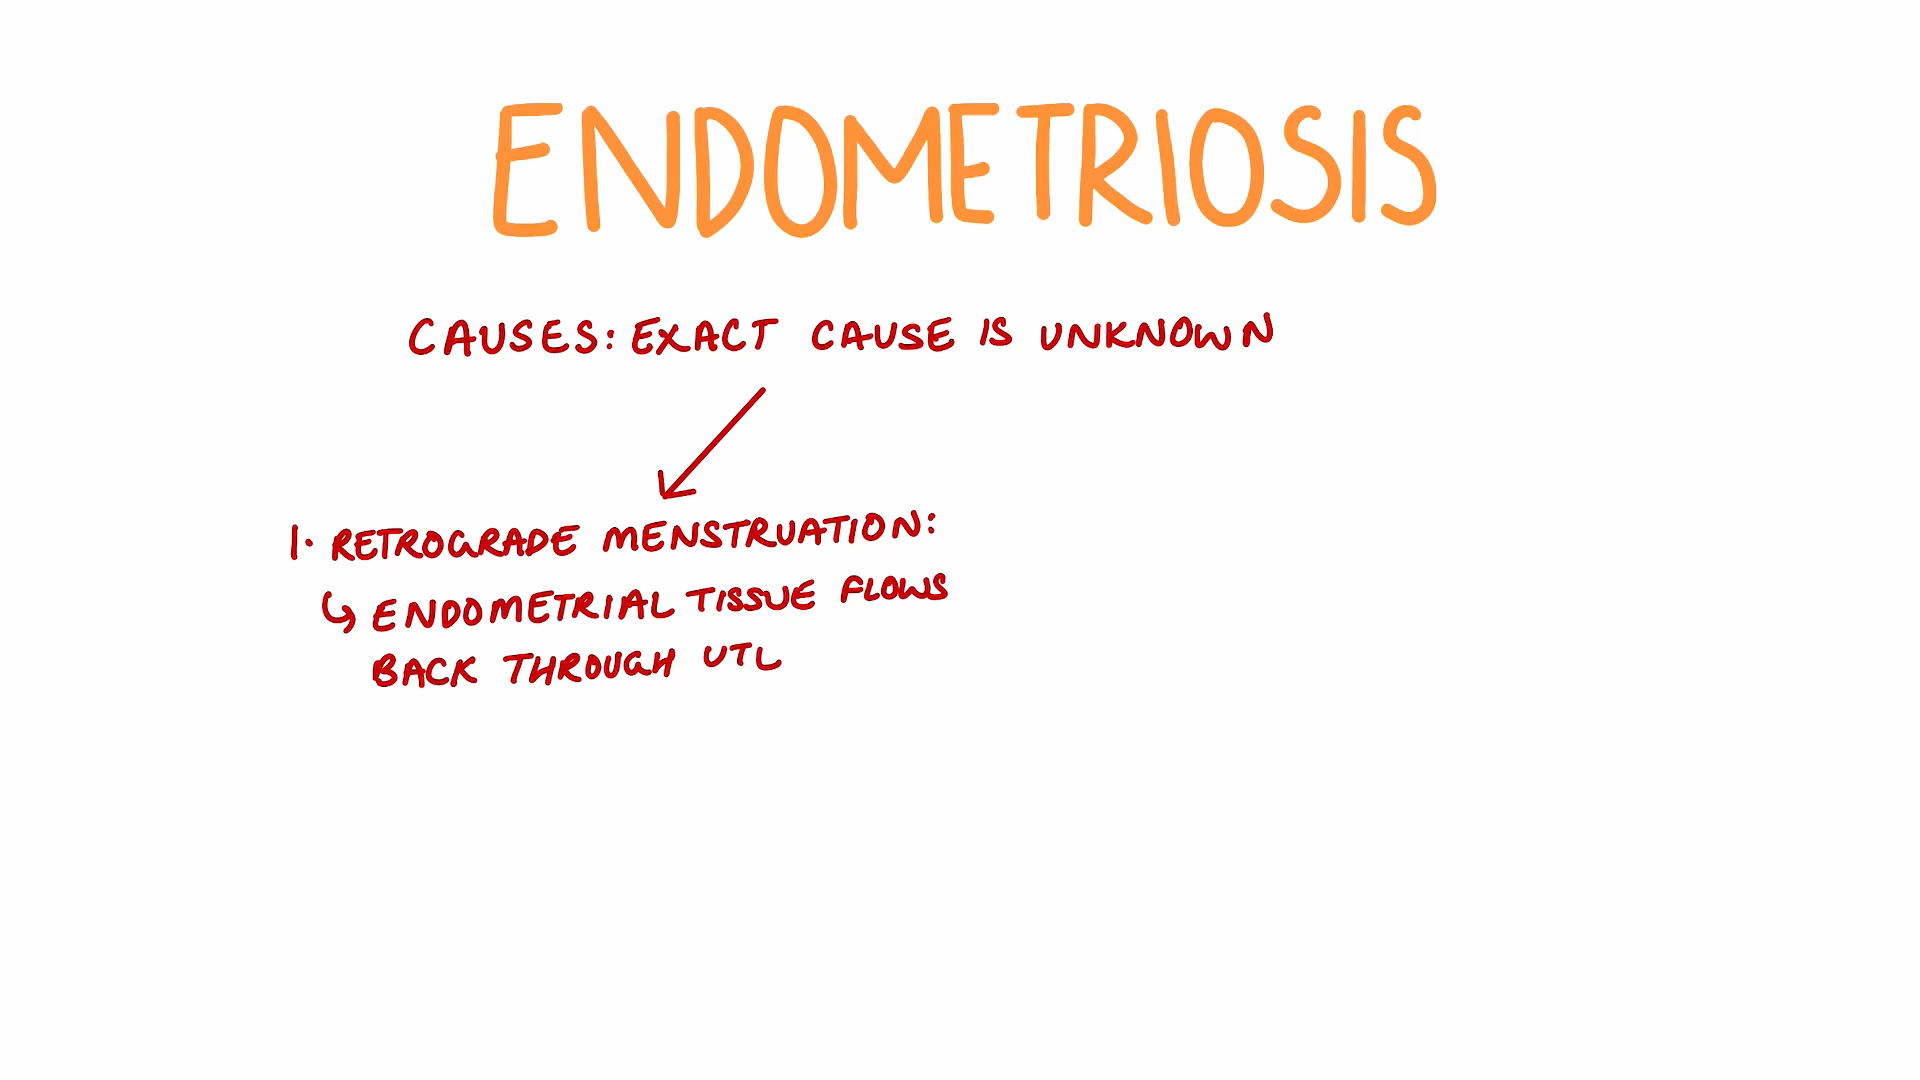 ENDOMETRIOSIS
CAUSES: EXACT CAUSE IS UNKNOWN
1. RETROGRADE MENSTRUATION:
↳ ENDOMETRIAL TISSUE FLOWS
BACK THROUGH UTL